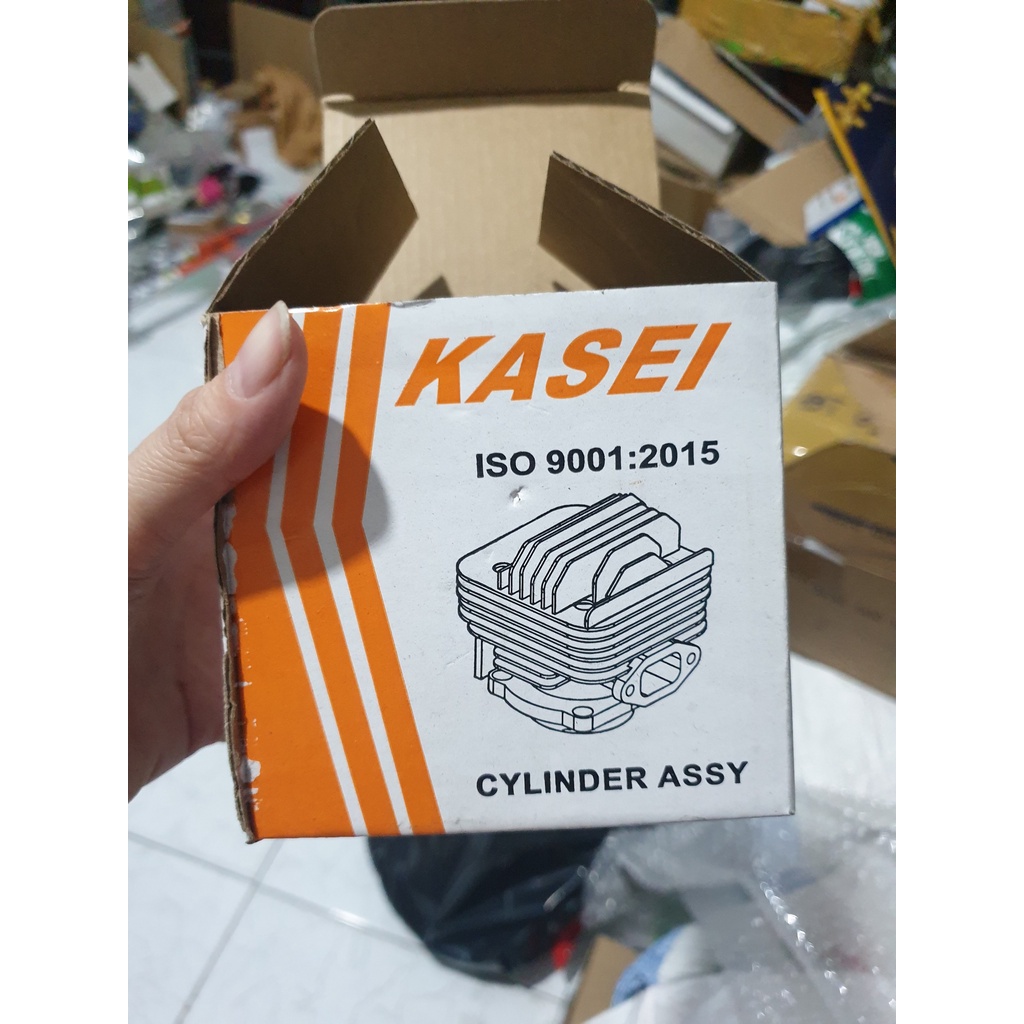 KASEI
ISO 9001:2015
CYLINDER ASSY